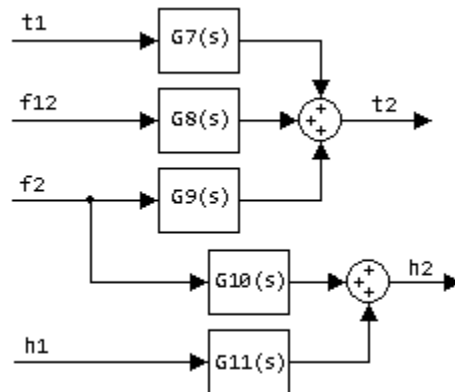 t1
G7(s)
f12
G8(s)
+
+
+
t2
f2
G9(s)
G10(s)
+
+
+
h2
h1
G11(s)